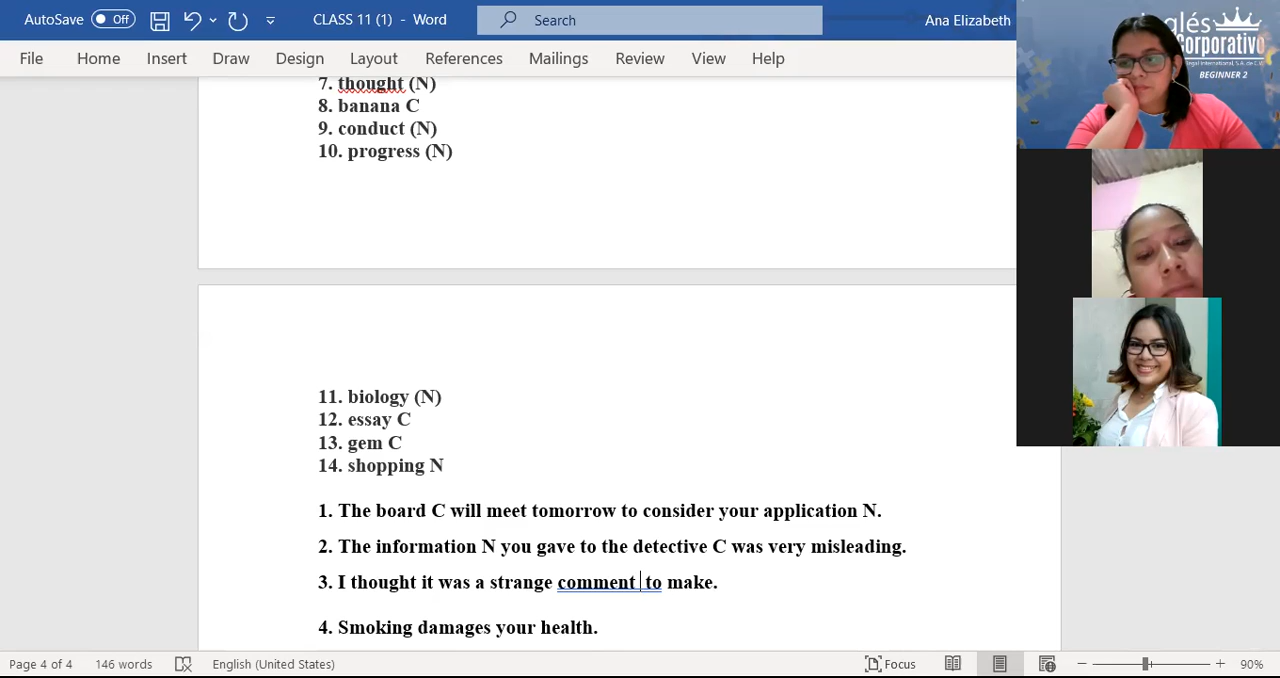 AutoSave Off CLASS 11 (1) - Word Search Ana Elizabeth
File Home Insert Draw Design Layout References Mailings Review View Help
7. thought (N)
8. banana C
9. conduct (N)
10. progress (N)
11. biology (N)
12. essay C
13. gem C
14. shopping N
1. The board C will meet tomorrow to consider your application N.
2. The information N you gave to the detective C was very misleading.
3. I thought it was a strange comment to make.
4. Smoking damages your health.
Page 4 of 4 146 words English (United States) Focus 90%
BEGINNER 2